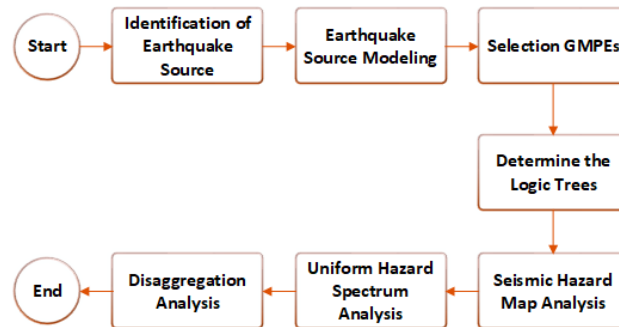 Start
Identification of
Earthquake
Source
Earthquake
Source Modeling
Selection GMPEs
Determine the
Logic Trees
Seismic Hazard
Map Analysis
Uniform Hazard
Spectrum
Analysis
Disaggregation
Analysis
End